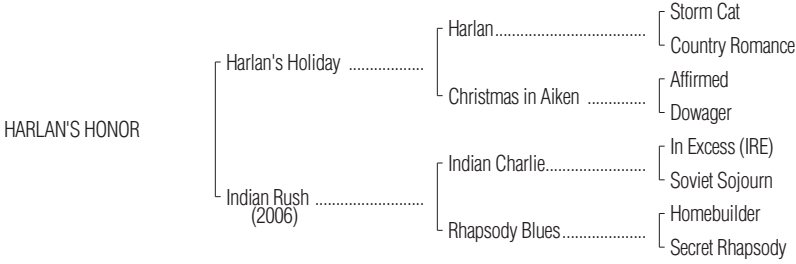 Storm Cat
Harlan......................................
Country Romance
Harlan's Holiday ..................
Affirmed
Christmas in Aiken ..............
Dowager
HARLAN'S HONOR
In Excess (IRE)
Indian Charlie.........................
Soviet Sojourn
Indian Rush ..........................
(2006)
Homebuilder
Rhapsody Blues....................
Secret Rhapsody